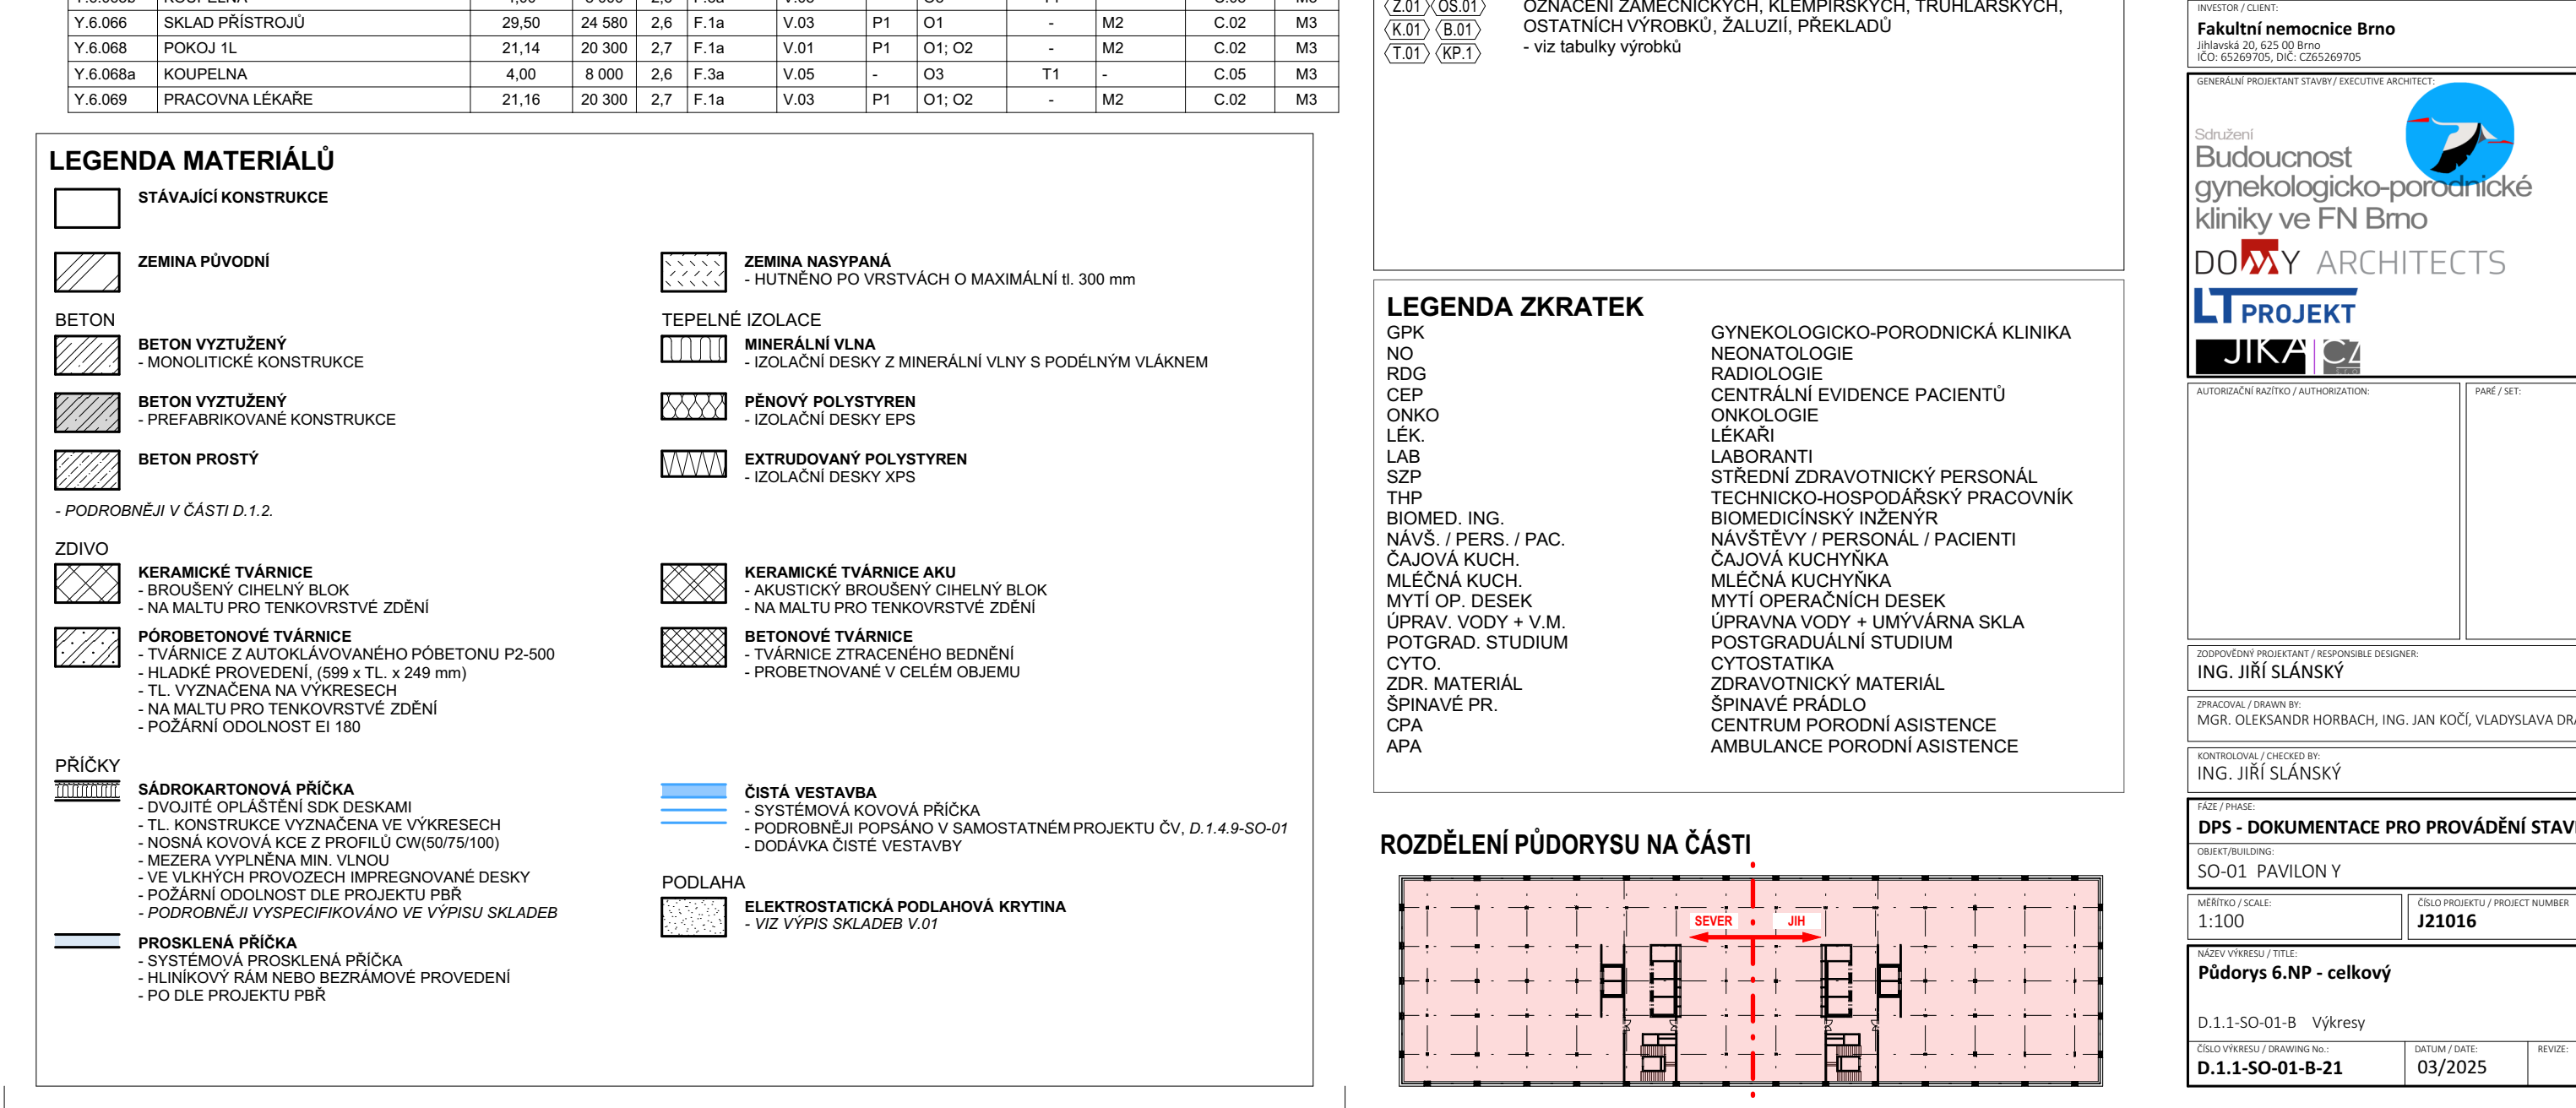 Y.6.066 SKLAD PŘÍSTROJŮ 29,50 24 580 2,6 F.1a V.03 P1 O1 - M2 C.02 M3
Y.6.068 POKOJ 1L 21,14 20 300 2,7 F.1a V.01 P1 O1; O2 - M2 C.02 M3
Y.6.068a KOUPELNA 4,00 8 000 2,6 F.3a V.05 - O3 T1 - C.05 M3
Y.6.069 PRACOVNA LÉKAŘE 21,16 20 300 2,7 F.1a V.03 P1 O1; O2 - M2 C.02 M3
LEGENDA MATERIÁLŮ
STÁVAJÍCÍ KONSTRUKCE
ZEMINA PŮVODNÍ
ZEMINA NASYPANÁ
- HUTNĚNO PO VRSTVÁCH O MAXIMÁLNÍ tl. 300 mm
BETON
BETON VYZTUŽENÝ
- MONOLITICKÉ KONSTRUKCE
BETON VYZTUŽENÝ
- PREFABRIKOVANÉ KONSTRUKCE
BETON PROSTÝ
- PODROBNĚJI V ČÁSTI D.1.2.
TEPELNÉ IZOLACE
MINERÁLNÍ VLNA
- IZOLAČNÍ DESKY Z MINERÁLNÍ VLNY S PODÉLNÝM VLÁKNEM
PĚNOVÝ POLYSTYREN
- IZOLAČNÍ DESKY EPS
EXTRUDOVANÝ POLYSTYREN
- IZOLAČNÍ DESKY XPS
ZDIVO
KERAMICKÉ TVÁRNICE
- BROUŠENÝ CIHELNÝ BLOK
- NA MALTU PRO TENKOVRSTVÉ ZDĚNÍ
PÓROBETONOVÉ TVÁRNICE
- TVÁRNICE Z AUTOKLÁVOVANÉHO PÓBETONU P2-500
- HLADKÉ PROVEDENÍ, (599 x TL. x 249 mm)
- TL. VYZNAČENA NA VÝKRESECH
- NA MALTU PRO TENKOVRSTVÉ ZDĚNÍ
- POŽÁRNÍ ODOLNOST EI 180
KERAMICKÉ TVÁRNICE AKU
- AKUSTICKÝ BROUŠENÝ CIHELNÝ BLOK
- NA MALTU PRO TENKOVRSTVÉ ZDĚNÍ
BETONOVÉ TVÁRNICE
- TVÁRNICE ZTRACENÉHO BEDNĚNÍ
- PROBETNOVANÉ V CELÉM OBJEMU
PŘÍČKY
SÁDROKARTONOVÁ PŘÍČKA
- DVOJITÉ OPLÁŠTĚNÍ SDK DESKAMI
- TL. KONSTRUKCE VYZNAČENA VE VÝKRESECH
- NOSNÁ KOVOVÁ KCE Z PROFILŮ CW(50/75/100)
- MEZERA VYPLNĚNA MIN. VLNOU
- VE VLKHÝCH PROVOZECH IMPREGNOVANÉ DESKY
- POŽÁRNÍ ODOLNOST DLE PROJEKTU PBŘ
- PODROBNĚJI VYSPECIFIKOVÁNO VE VÝPISU SKLADEB
PROSKLENÁ PŘÍČKA
- SYSTÉMOVÁ PROSKLENÁ PŘÍČKA
- HLINÍKOVÝ RÁM NEBO BEZRÁMOVÉ PROVEDENÍ
- PO DLE PROJEKTU PBŘ
ČISTÁ VESTAVBA
- SYSTÉMOVÁ KOVOVÁ PŘÍČKA
- PODROBNĚJI POPSÁNO V SAMOSTATNÉM PROJEKTU ČV, D.1.4.9-SO-01
- DODÁVKA ČISTÉ VESTAVBY
PODLAHA
ELEKTROSTATICKÁ PODLAHOVÁ KRYTINA
- VIZ VÝPIS SKLADEB V.01
Z.01 OS.01 OZNAČENÍ ZÁMEČNICKÝCH, KLEMPÍŘSKÝCH, TRUHLÁŘSKÝCH,
K.01 B.01 OSTATNÍCH VÝROBKŮ, ŽALUZIÍ, PŘEKLADŮ
T.01 KP.1 - viz tabulky výrobků
LEGENDA ZKRATEK
GPK GYNEKOLOGICKO-PORODNICKÁ KLINIKA
NO NEONATOLOGIE
RDG RADIOLOGIE
CEP CENTRÁLNÍ EVIDENCE PACIENTŮ
ONKO ONKOLOGIE
LÉK. LÉKAŘI
LAB LABORANTI
SZP STŘEDNÍ ZDRAVOTNICKÝ PERSONÁL
THP TECHNICKO-HOSPODÁŘSKÝ PRACOVNÍK
BIOMED. ING. BIOMEDICÍNSKÝ INŽENÝR
NÁVŠ. / PERS. / PAC. NÁVŠTĚVY / PERSONÁL / PACIENTI
ČAJOVÁ KUCH. ČAJOVÁ KUCHYŇKA
MLÉČNÁ KUCH. MLÉČNÁ KUCHYŇKA
MYTÍ OP. DESEK MYTÍ OPERAČNÍCH DESEK
ÚPRAV. VODY + V.M. ÚPRAVNA VODY + UMÝVÁRNA SKLA
POTGRAD. STUDIUM POSTGRADUÁLNÍ STUDIUM
CYTO. CYTOSTATIKA
ZDR. MATERIÁL ZDRAVOTNICKÝ MATERIÁL
ŠPINAVÉ PR. ŠPINAVÉ PRÁDLO
CPA CENTRUM PORODNÍ ASISTENCE
APA AMBULANCE PORODNÍ ASISTENCE
ROZDĚLENÍ PŮDORYSU NA ČÁSTI
SEVER JIH
INVESTOR / CLIENT:
Fakultní nemocnice Brno
Jihlavská 20, 625 00 Brno
IČO: 65269705, DIČ: CZ65269705
GENERÁLNÍ PROJEKTANT STAVBY/ EXECUTIVE ARCHITECT:
Sdružení
Budoucnost
gynekologicko-porodnické
kliniky ve FN Brno
DOMY ARCHITECTS
LT PROJEKT
JIKA CZ
AUTORIZAČNÍ RAZÍTKO / AUTHORIZATION:
PARÉ / SET:
ZODPOVĚDNÝ PROJEKTANT / RESPONSIBLE DESIGNER:
ING. JIŘÍ SLÁNSKÝ
ZPRACOVAL / DRAWN BY:
MGR. OLEKSANDR HORBACH, ING. JAN KOČÍ, VLADYSLAVA
KONTROLOVAL / CHECKED BY:
ING. JIŘÍ SLÁNSKÝ
FÁZE / PHASE:
DPS - DOKUMENTACE PRO PROVÁDĚNÍ
OBJEKT/BUILDING:
SO-01 PAVILON Y
MĚŘÍTKO / SCALE:
1:100
ČÍSLO PROJEKTU / PROJECT NUMBER
J21016
NÁZEV VÝKRESU / TITLE:
Půdorys 6.NP - celkový
D.1.1-SO-01-B Výkresy
ČÍSLO VÝKRESU / DRAWING No.:
D.1.1-SO-01-B-21
DATUM / DATE:
03/2025
REVIZE: